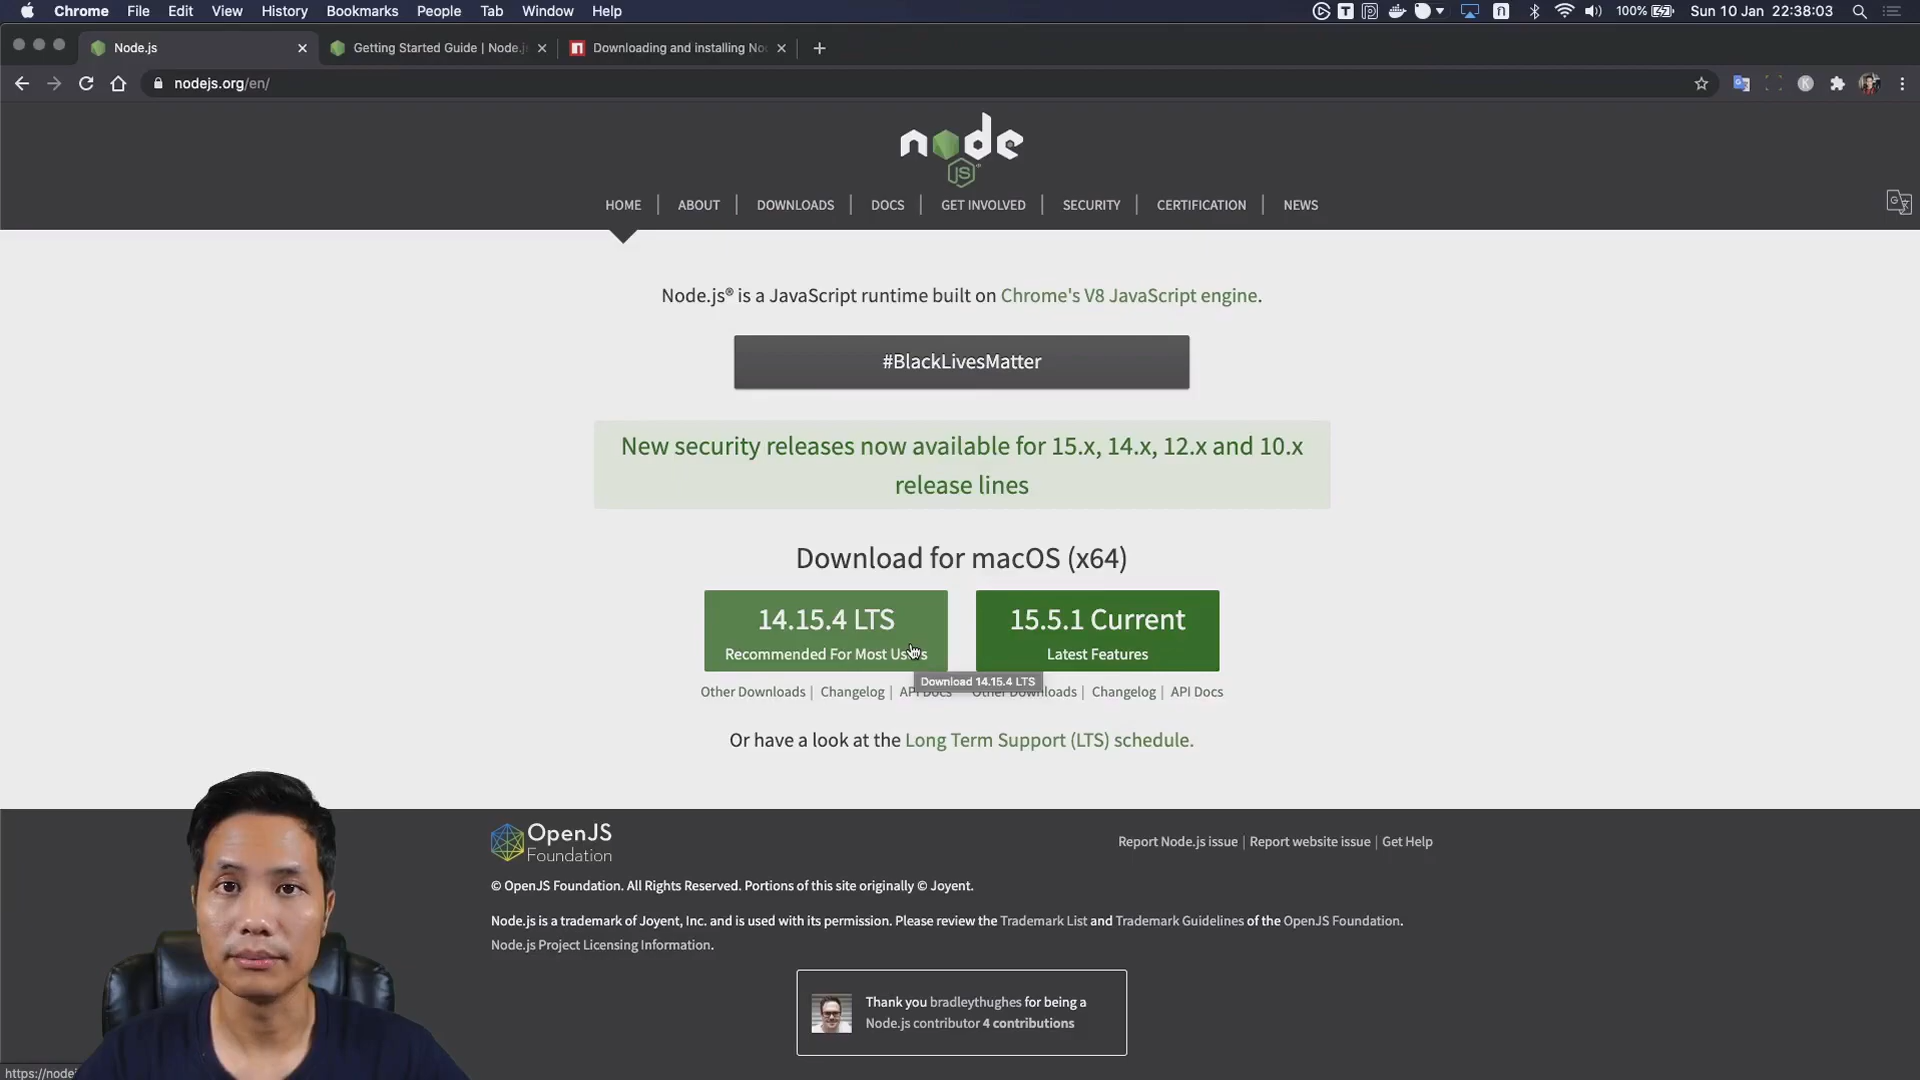 Chrome File Edit View History Bookmarks People Tab Window Help
100% Sun 10 Jan 22:38:03
Node.js
Getting Started Guide | Node.j
Downloading and installing No
nodejs.org/en/
node
JS
HOME | ABOUT | DOWNLOADS | DOCS | GET INVOLVED | SECURITY | CERTIFICATION | NEWS
Node.js® is a JavaScript runtime built on Chrome's V8 JavaScript engine.
#BlackLivesMatter
New security releases now available for 15.x, 14.x, 12.x and 10.x
release lines
Download for macOS (x64)
14.15.4 LTS
Recommended For Most Users
15.5.1 Current
Latest Features
Download 14.15.4 LTS
Other Downloads | Changelog | API Docs
Other Downloads | Changelog | API Docs
Or have a look at the Long Term Support (LTS) schedule.
OpenJS
Foundation
Report Node.js issue | Report website issue | Get Help
© OpenJS Foundation. All Rights Reserved. Portions of this site originally © Joyent.
Node.js is a trademark of Joyent, Inc. and is used with its permission. Please review the Trademark List and Trademark Guidelines of the OpenJS Foundation.
Node.js Project Licensing Information.
Thank you bradleythughes for being a
Node.js contributor 4 contributions
https://nodej